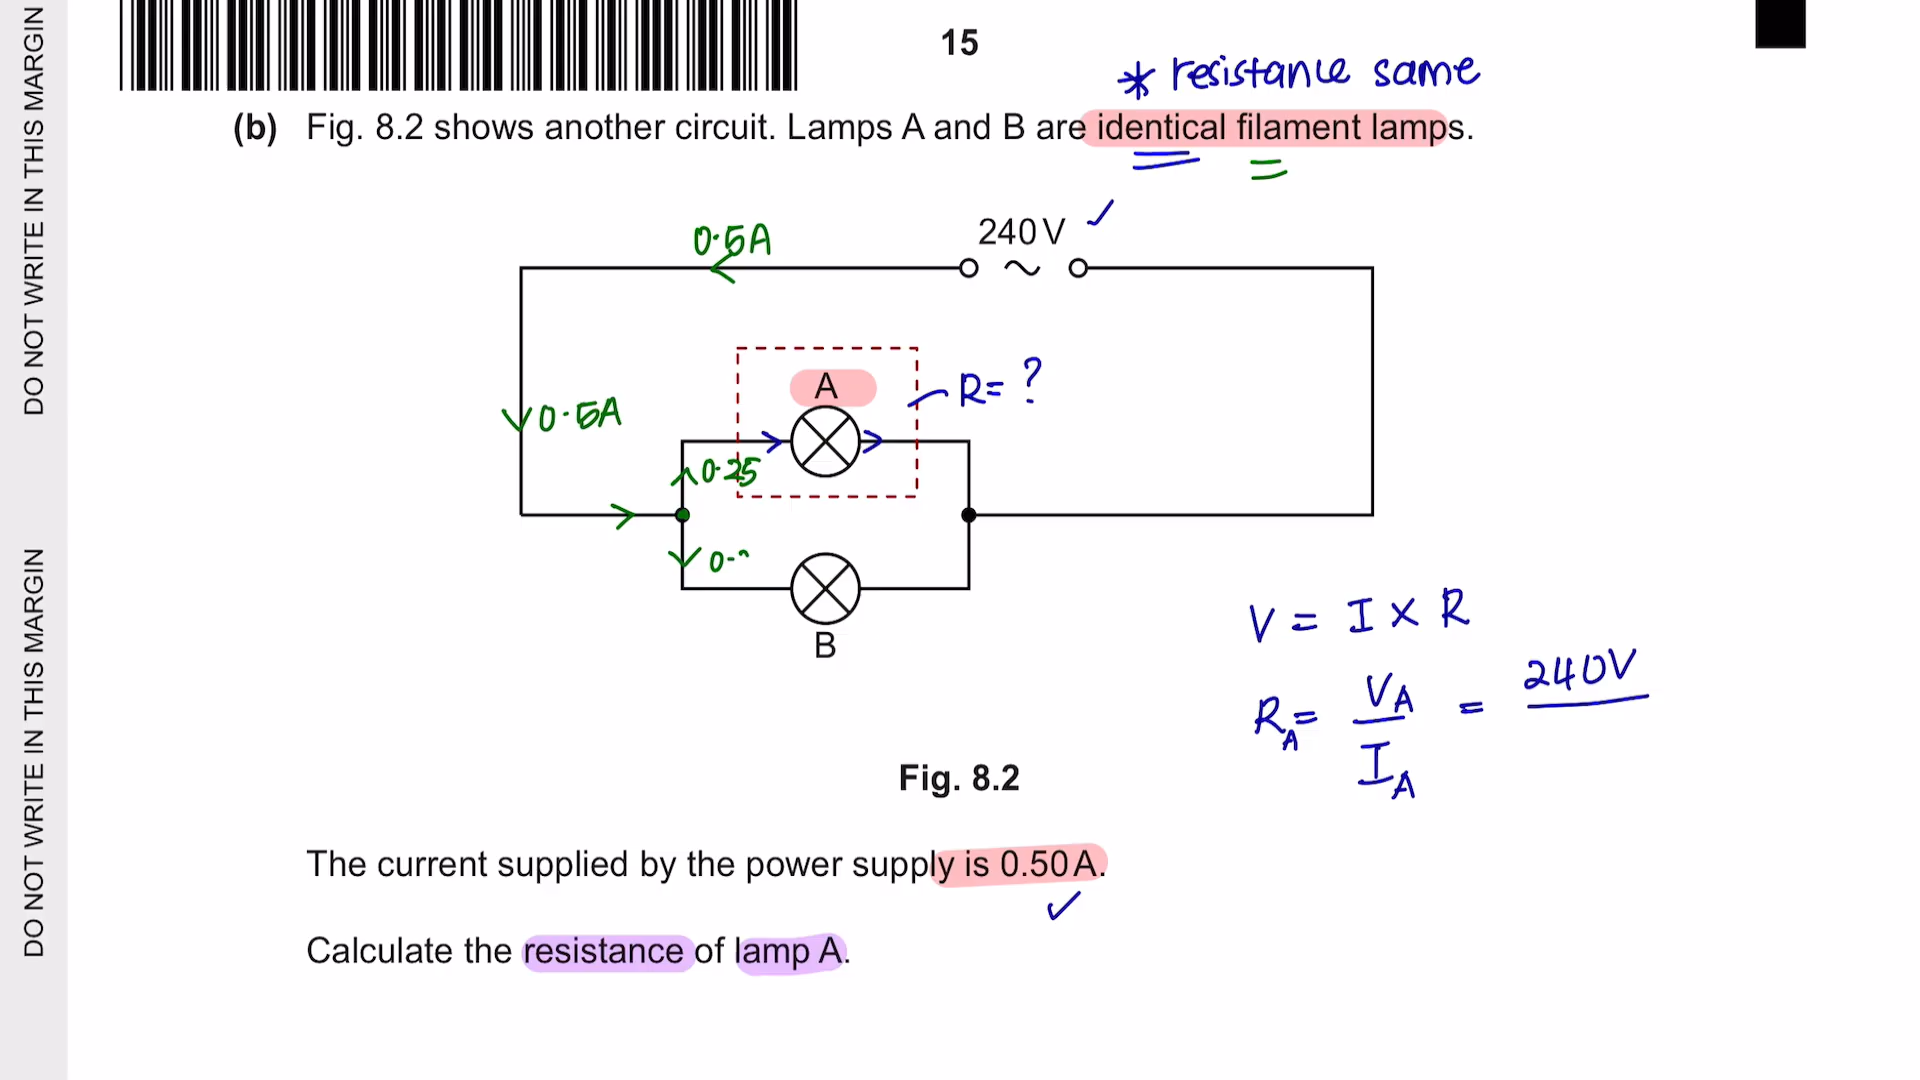 15
* resistance same
(b) Fig. 8.2 shows another circuit. Lamps A and B are identical filament lamps.
240 V
0.5A
A
R= ?
0.5A
0.25
0.
B
V = I × R
R_A = V_A / I_A = 240V
Fig. 8.2
The current supplied by the power supply is 0.50 A.
Calculate the resistance of lamp A.
DO NOT WRITE IN THIS MARGIN
DO NOT WRITE IN THIS MARGIN